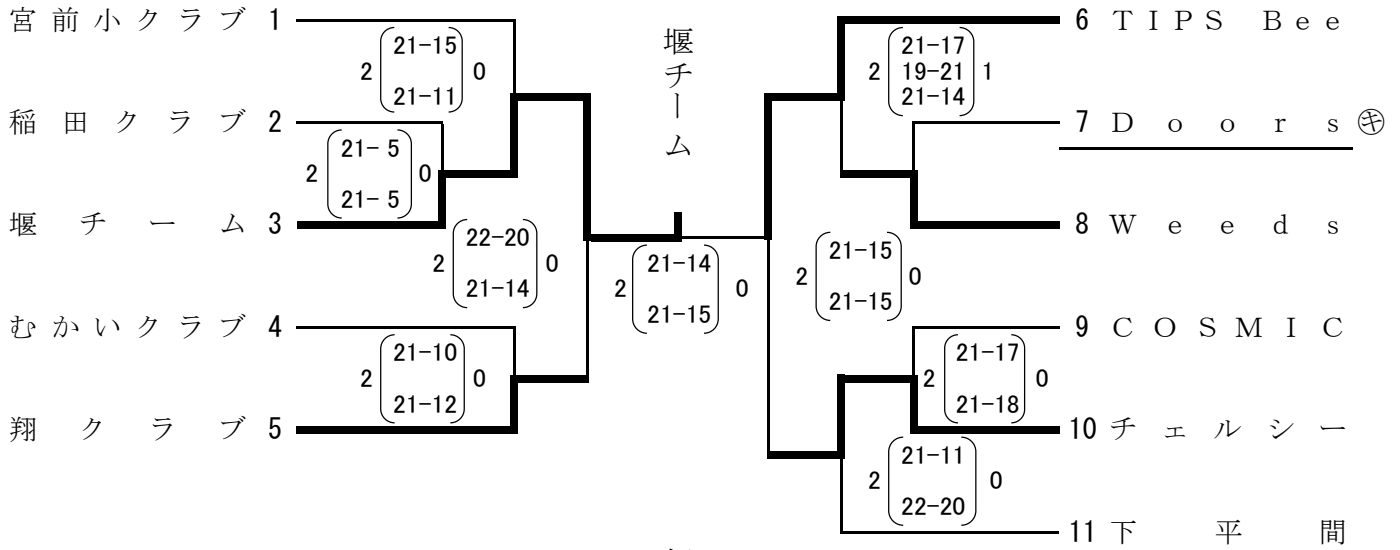 宮前小クラブ 1
2 21-15 21-11 0
稲田クラブ 2
2 21- 5 21- 5 0
堰チーム 3
2 22-20 21-14 0
むかいクラブ 4
2 21-10 21-12 0
翔クラブ 5
堰チーム
2 21-14 21-15 0
6 TIPS Bee
2 21-17 19-21 21-14 1
7 Doors ㋖
8 Weeds
2 21-15 21-15 0
9 COSMIC
2 21-17 21-18 0
10 チェルシー
2 21-11 22-20 0
11 下平間